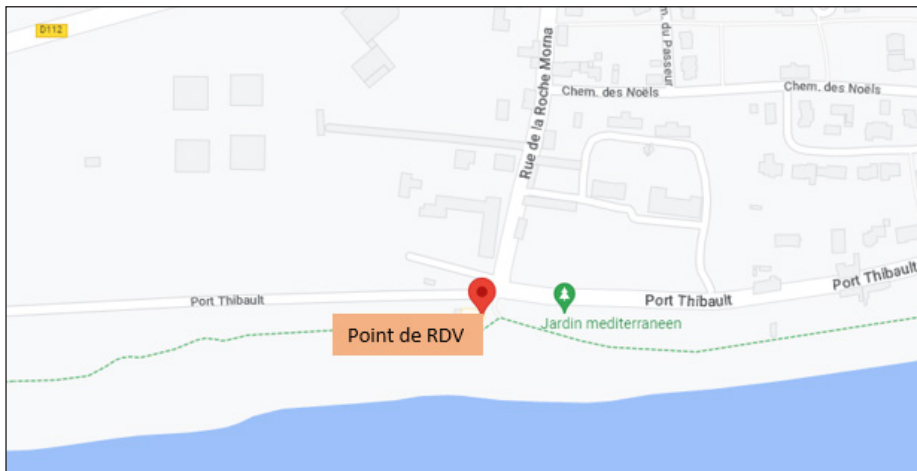 D112
Rue de la Roche Morna
Chem. du Passeur
Chem. des Noëls
Chem. des Noëls
Port Thibault
Port Thibault
Port Thibault
Jardin mediterraneen
Point de RDV